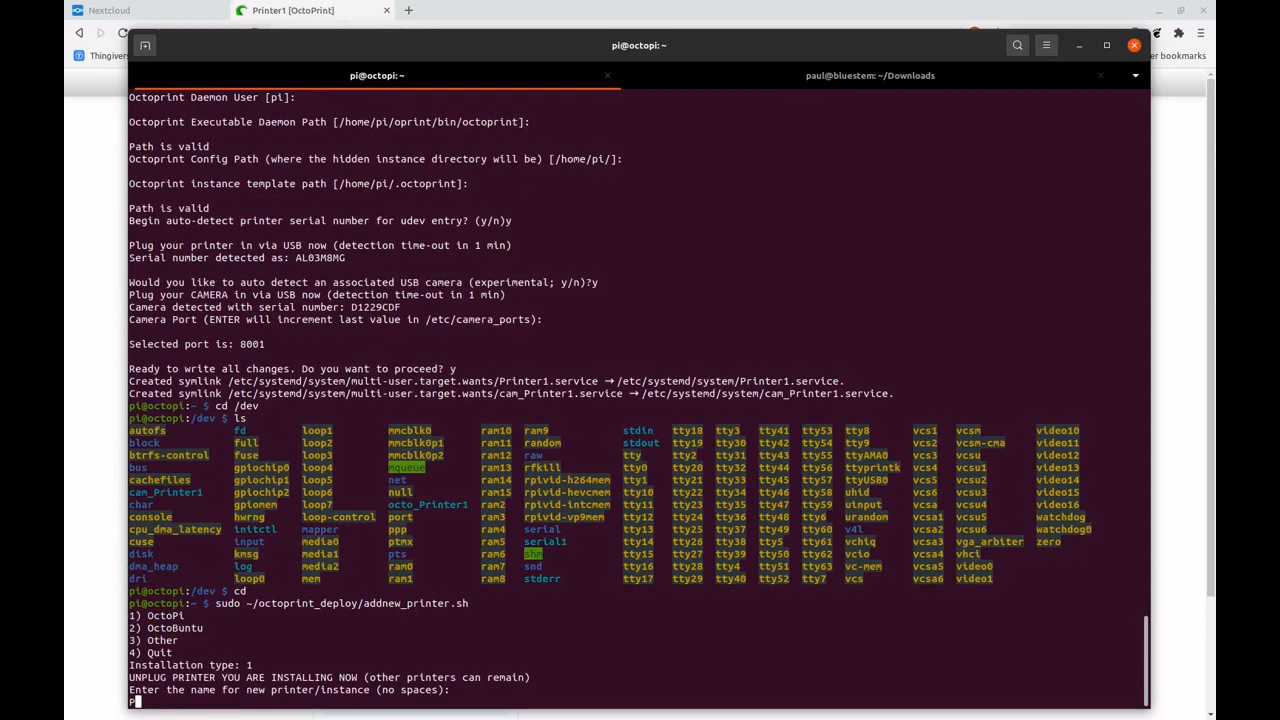 Nextcloud
Printer1 [OctoPrint]
pi@octopi: ~
Thingivers
er bookmarks
pi@octopi: ~
paul@bluestem: ~/Downloads
Octoprint Daemon User [pi]:
Octoprint Executable Daemon Path [/home/pi/oprint/bin/octoprint]:
Path is valid
Octoprint Config Path (where the hidden instance directory will be) [/home/pi/]:
Octoprint instance template path [/home/pi/.octoprint]:
Path is valid
Begin auto-detect printer serial number for udev entry? (y/n)y
Plug your printer in via USB now (detection time-out in 1 min)
Serial number detected as: AL03M8MG
Would you like to auto detect an associated USB camera (experimental; y/n)?y
Plug your CAMERA in via USB now (detection time-out in 1 min)
Camera detected with serial number: D1229CDF
Camera Port (ENTER will increment last value in /etc/camera_ports):
Selected port is: 8001
Ready to write all changes. Do you want to proceed? y
Created symlink /etc/systemd/system/multi-user.target.wants/Printer1.service → /etc/systemd/system/Printer1.service.
Created symlink /etc/systemd/system/multi-user.target.wants/cam_Printer1.service → /etc/systemd/system/cam_Printer1.service.
pi@octopi:~ $ cd /dev
pi@octopi:/dev $ ls
autofs fd loop1 mmcblk0 ram10 ram9 stdin tty18 tty3 tty41 tty53 tty8 vcs1 vcsm video10
block full loop2 mmcblk0p1 ram11 random stdout tty19 tty30 tty42 tty54 tty9 vcs2 vcsm-cma video11
btrfs-control fuse loop3 mmcblk0p2 ram12 raw tty tty2 tty31 tty43 tty55 ttyAMA0 vcs3 vcsu video12
bus gpiochip0 loop4 mqueue ram13 rfkill tty0 tty20 tty32 tty44 tty56 ttyprintk vcs4 vcsu1 video13
cachefiles gpiochip1 loop5 net ram14 rpivid-h264mem tty1 tty21 tty33 tty45 tty57 ttyUSB0 vcs5 vcsu2 video14
cam_Printer1 gpiochip2 loop6 null ram15 rpivid-hevcmem tty10 tty22 tty34 tty46 tty58 uhid vcs6 vcsu3 video15
char gpiomem loop7 octo_Printer1 ram2 rpivid-intcmem tty11 tty23 tty35 tty47 tty59 uinput vcsa vcsu4 video16
console hwrng loop-control port ram3 rpivid-vp9mem tty12 tty24 tty36 tty48 tty6 urandom vcsa1 vcsu5 watchdog
cpu_dma_latency initctl mapper ppp ram4 serial tty13 tty25 tty37 tty49 tty60 v4l vcsa2 vcsu6 watchdog0
cuse input media0 ptmx ram5 serial1 tty14 tty26 tty38 tty5 tty61 vchiq vcsa3 vga_arbiter zero
disk kmsg media1 pts ram6 shm tty15 tty27 tty39 tty50 tty62 vcio vcsa4 vhci
dma_heap log media2 ram0 ram7 snd tty16 tty28 tty4 tty51 tty63 vc-mem vcsa5 video0
dri loop0 mem ram1 ram8 stderr tty17 tty29 tty40 tty52 tty7 vcs vcsa6 video1
pi@octopi:/dev $ cd
pi@octopi:~ $ sudo ~/octoprint_deploy/addnew_printer.sh
1) OctoPi
2) OctoBuntu
3) Other
4) Quit
Installation type: 1
UNPLUG PRINTER YOU ARE INSTALLING NOW (other printers can remain)
Enter the name for new printer/instance (no spaces):
P